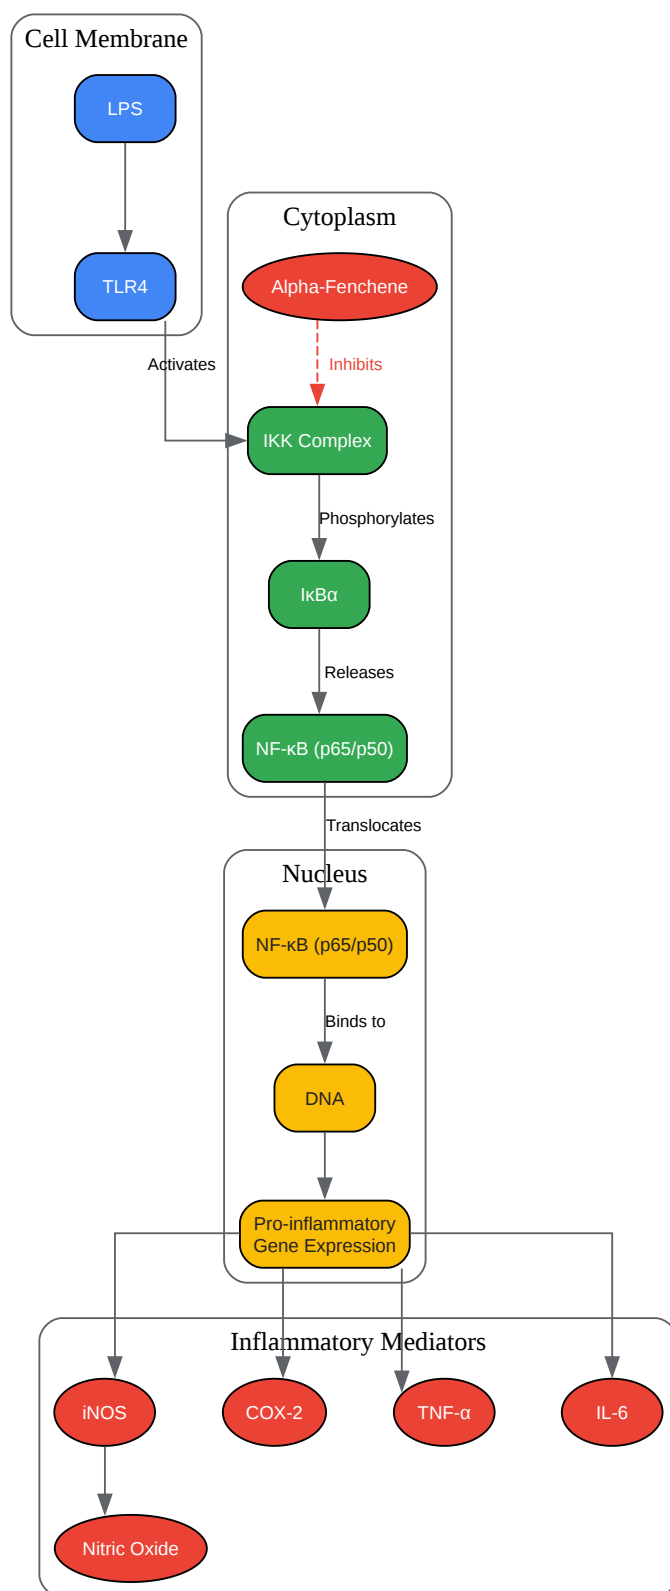 Cell Membrane
LPS
TLR4
Activates
Cytoplasm
Alpha-Fenchene
Inhibits
IKK Complex
Phosphorylates
IκBα
Releases
NF-κB (p65/p50)
Translocates
Nucleus
NF-κB (p65/p50)
Binds to
DNA
Pro-inflammatory
Gene Expression
Inflammatory Mediators
iNOS
COX-2
TNF-α
IL-6
Nitric Oxide